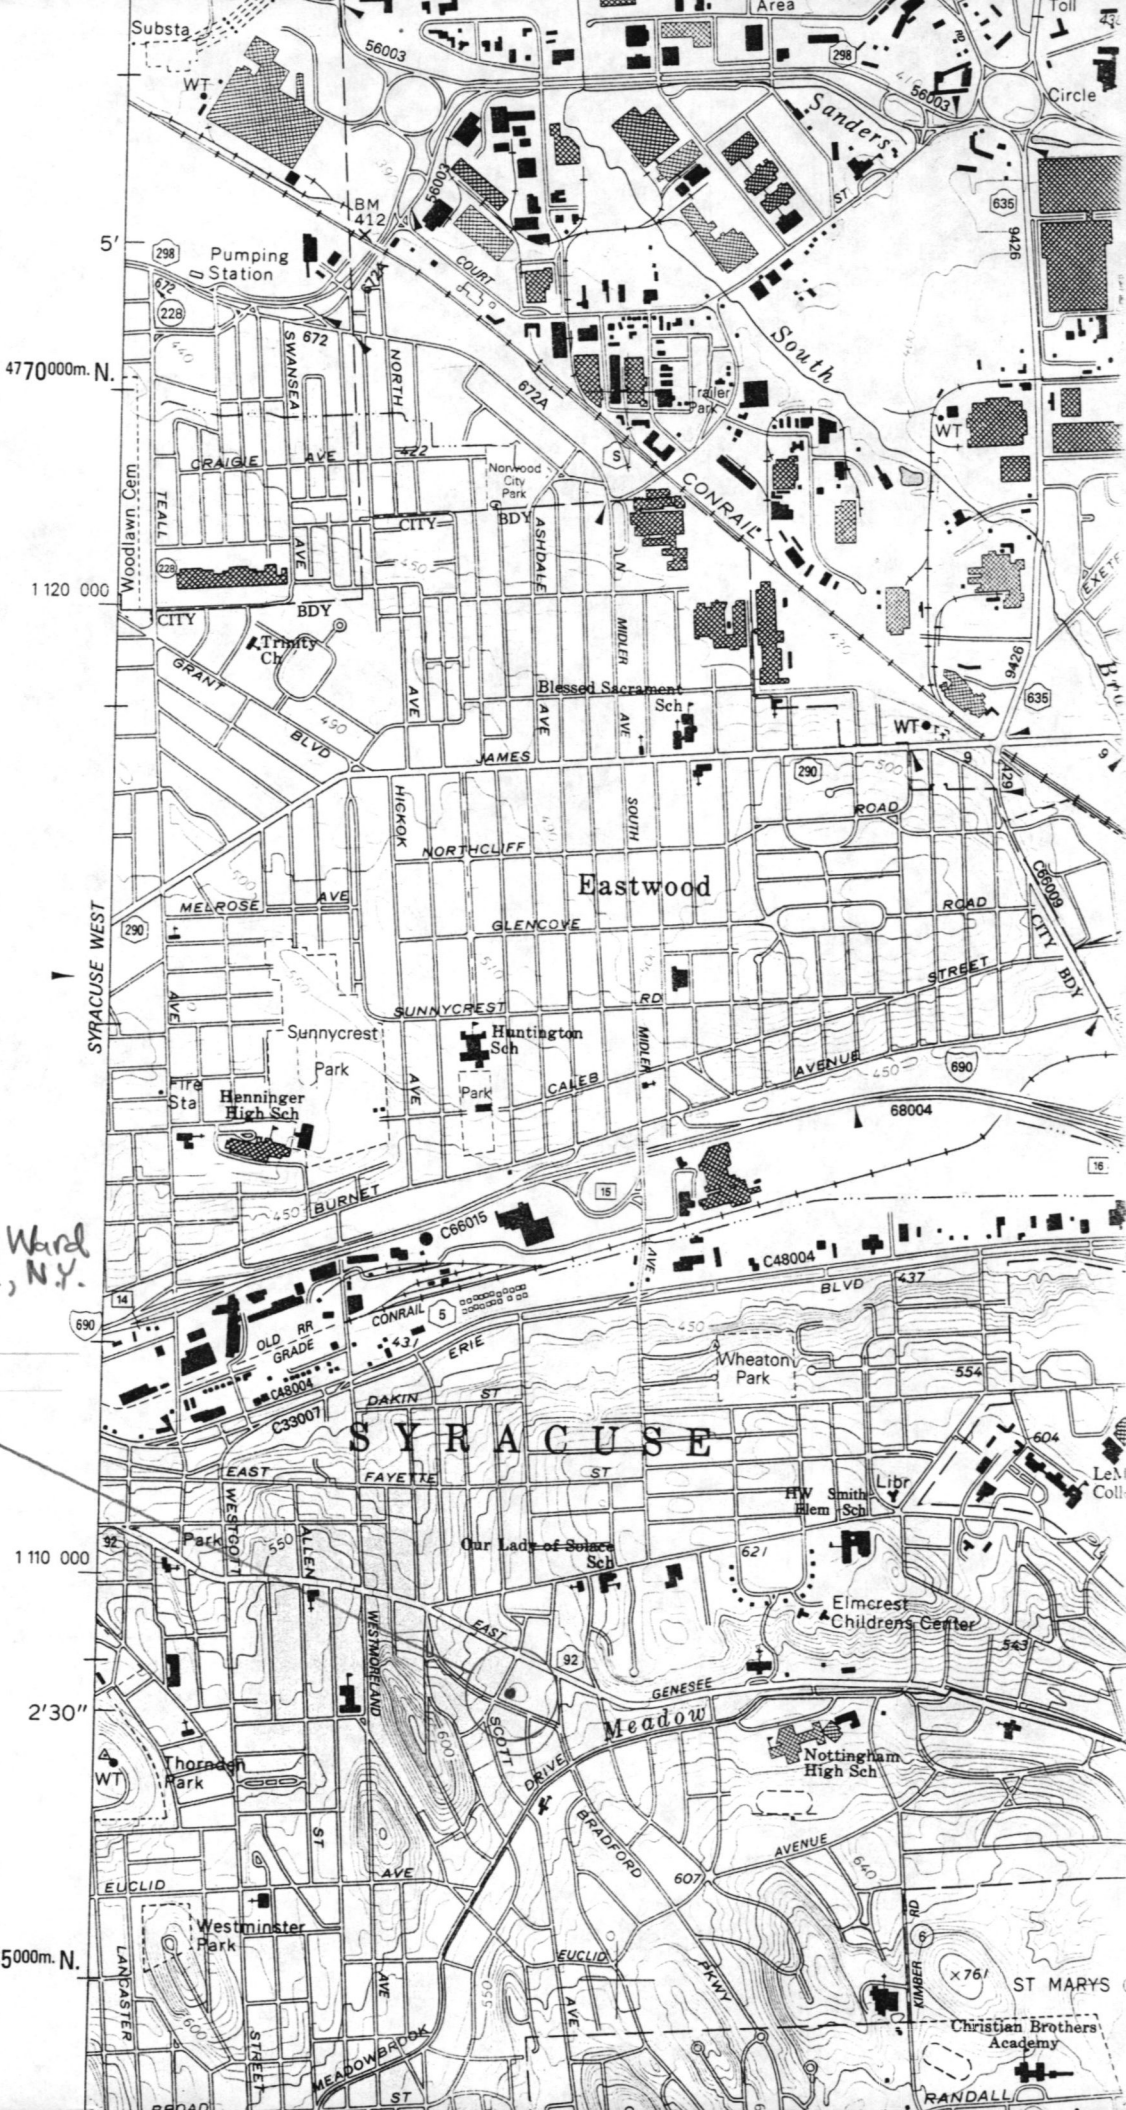 Substa
Area
Toll
56003
298
WT
56003
Circle
Sanders
56003
BM
412
ST
635
9426
5'
298
Pumping
Station
672A
COURT
672
228
440
SWANSEA
672
NORTH
South
4770000m. N.
672A
Trailer
Park
WT
CRAIGIE AVE
422
Norwood
City
Park
S
CONRAIL
Woodlawn Cem
TEALL
CITY BDY
ASHDALE
AVE
N
228
450
1 120 000
CITY BDY
MIDLER
Trinity
Ch
9426
GRANT
BLVD
490
Blessed Sacrament
Sch
AVE
AVE
AVE
635
WT
JAMES
290
500
9
9
HICKOK
SOUTH
ROAD
NORTHCLIFF
C66009
Eastwood
MELROSE AVE
ROAD
290
GLENCOVE
CITY
BDY
SYRACUSE WEST
STREET
AVE
SUNNYCREST RD
Sunnycrest
Park
Huntington
Sch
MIDLER
AVENUE
450
690
Fire
Sta
Henninger
High Sch
AVE
Park
CALEB
68004
15
16
BURNET
450
Ward
, N.Y.
C66015
AVE
C48004
BLVD
437
14
690
CONRAIL
5
OLD RR
GRADE
431
ERIE
450
Wheaton
Park
554
C48004
DAKIN ST
C33007
SYRACUSE
604
EAST FAYETTE ST
LeM
Coll
Libr
HW Smith
Elem Sch
WESTCOTT
ALLEN
92
Park
550
Our Lady of Solace
Sch
621
1 110 000
Elmcrest
Childrens Center
WESTMORELAND
EAST
92
543
GENESEE
2'30"
Meadow
SCOTT
600
Thornden
Park
WT
DRIVE
Nottingham
High Sch
BRADFORD
ST
AVENUE
640
EUCLID AVE
607
Westminster
Park
RD
6
5000m. N.
EUCLID
PKWY
KIMBER
×761
ST MARYS
LANCASTER
600
AVE
550
AVE
Christian Brothers
Academy
STREET
MEADOWBROOK
ST
RANDALL
BROAD